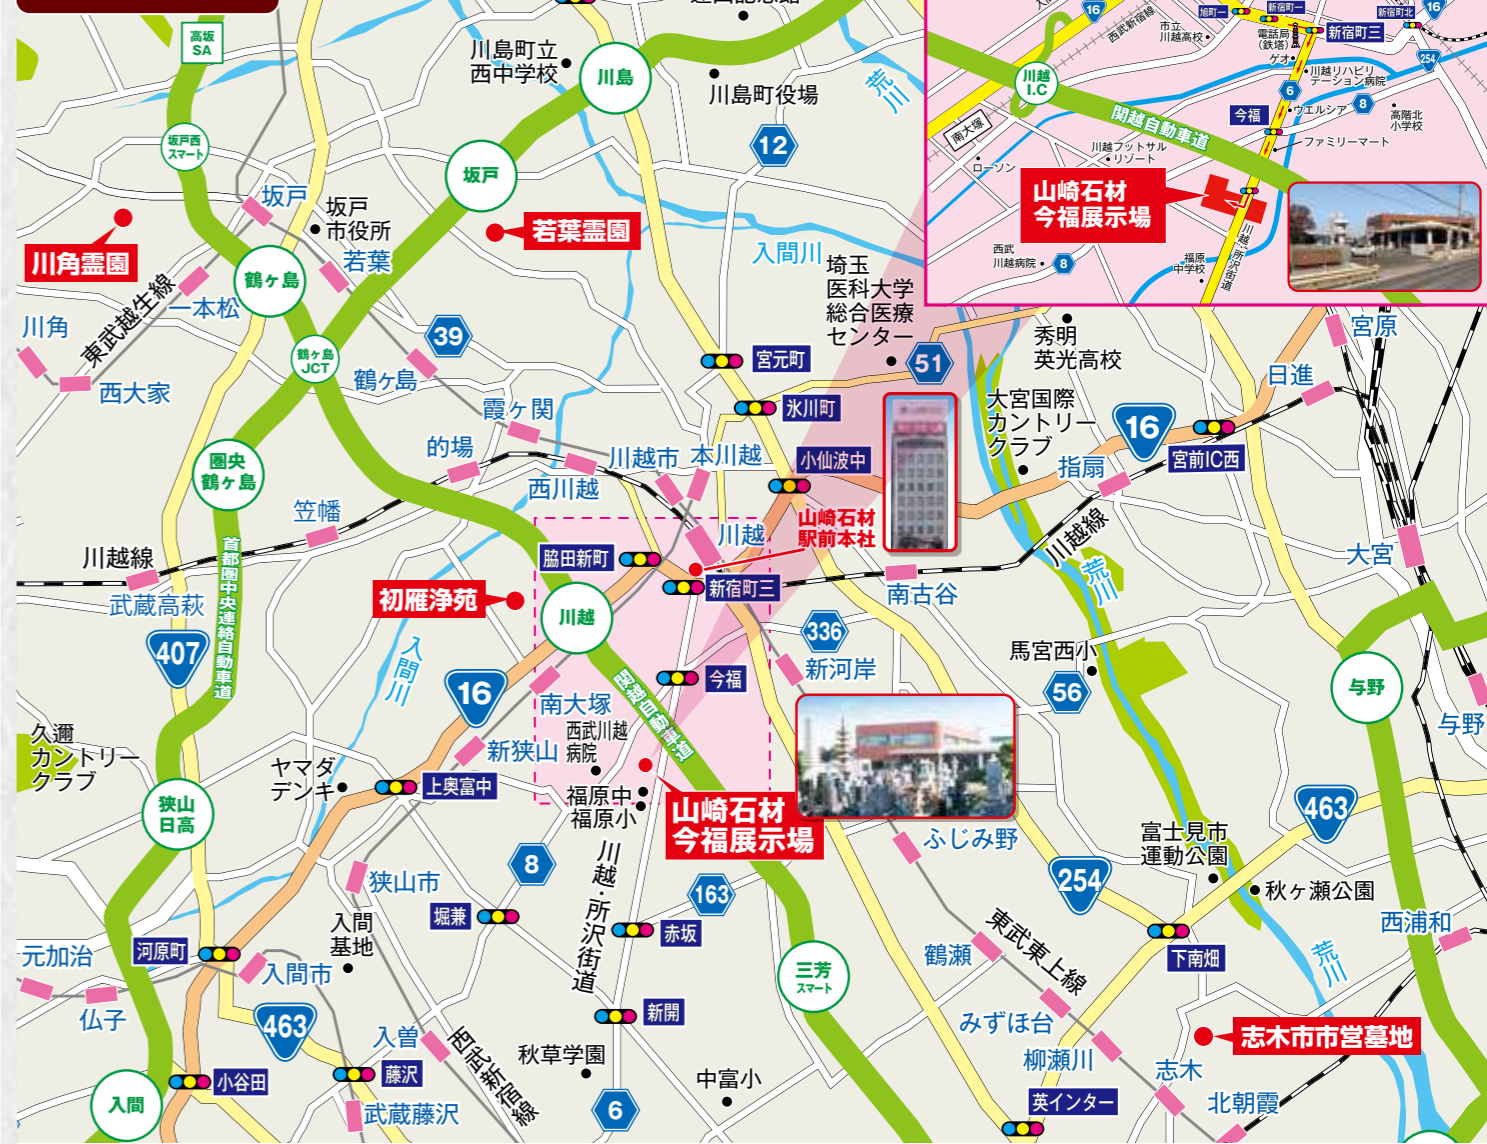 高坂
SA
川島町立
西中学校
川島
川島町役場
荒川
12
坂戸西
スマート
坂戸
坂戸
坂戸
市役所
若葉霊園
川角霊園
若葉
鶴ヶ島
一本松
東武越生線
川角
西大家
鶴ヶ島
JCT
39
鶴ヶ島
入間川
埼玉
医科大学
総合医療
センター
51
宮元町
氷川町
小仙波中
霞ヶ関
的場
川越市
本川越
西川越
圏央
鶴ヶ島
笠幡
川越線
武蔵高萩
首都圏中央連絡自動車道
407
山崎石材
駅前本社
川越
脇田新町
新宿町三
初雁浄苑
川越
入間川
16
南大塚
新狭山
西武川越
病院
福原中
福原小
今福
関越自動車道
336
新河岸
南古谷
川越線
荒川
馬宮西小
56
秀明
英光高校
大宮国際
カントリー
クラブ
16
指扇
宮前IC西
日進
宮原
大宮
与野
与野
久邇
カントリー
クラブ
ヤマダ
デンキ
上奥富中
狭山
日高
山崎石材
今福展示場
ふじみ野
463
富士見市
運動公園
254
秋ヶ瀬公園
西浦和
狭山市
8
堀兼
163
赤坂
川越・所沢街道
入間
基地
河原町
元加治
入間市
仏子
463
入曽
新開
三芳
スマート
鶴瀬
東武東上線
下南畑
荒川
みずほ台
柳瀬川
志木市市営墓地
志木
北朝霞
英インター
西武新宿線
秋草学園
中富小
6
小谷田
藤沢
武蔵藤沢
入間
16
西武新宿線
市立
川越高校
旭町一
新宿町一
電話局
(鉄塔)
新宿町三
新宿町北
16
ゲオ
254
川越リハビリ
テーション病院
川越
I.C
6
ウエルシア
8
高階北
小学校
今福
ファミリーマート
関越自動車道
南大塚
ローソン
川越フットサル
リゾート
山崎石材
今福展示場
西武
川越病院
8
福原
中学校
川越・所沢街道